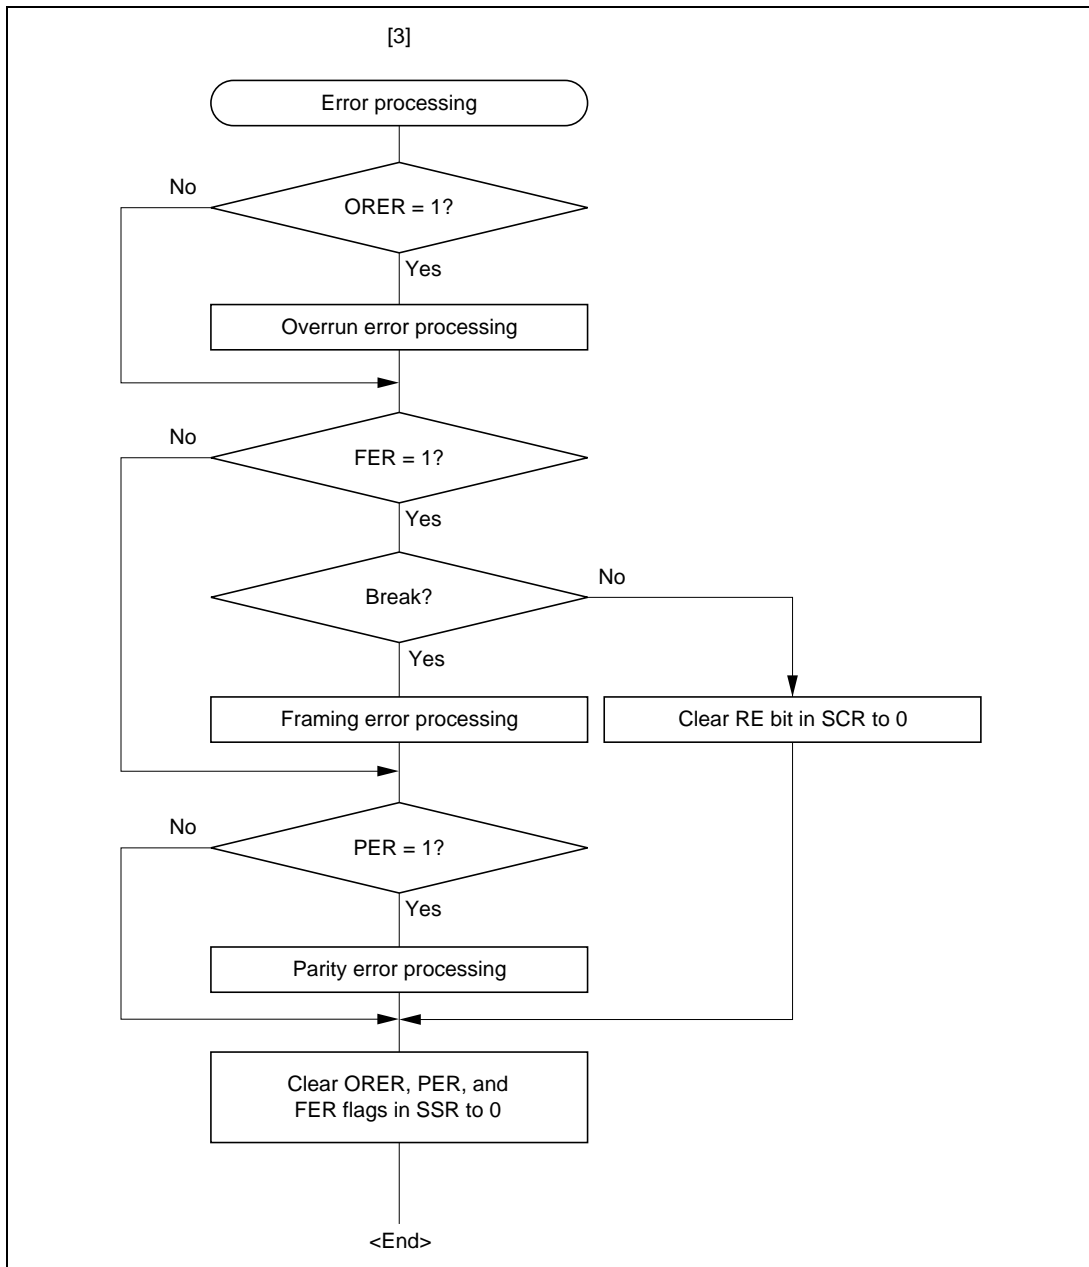 [3]
Error processing
No
ORER = 1?
Yes
Overrun error processing
No
FER = 1?
Yes
Break?
No
Yes
Framing error processing
Clear RE bit in SCR to 0
No
PER = 1?
Yes
Parity error processing
Clear ORER, PER, and
FER flags in SSR to 0
<End>